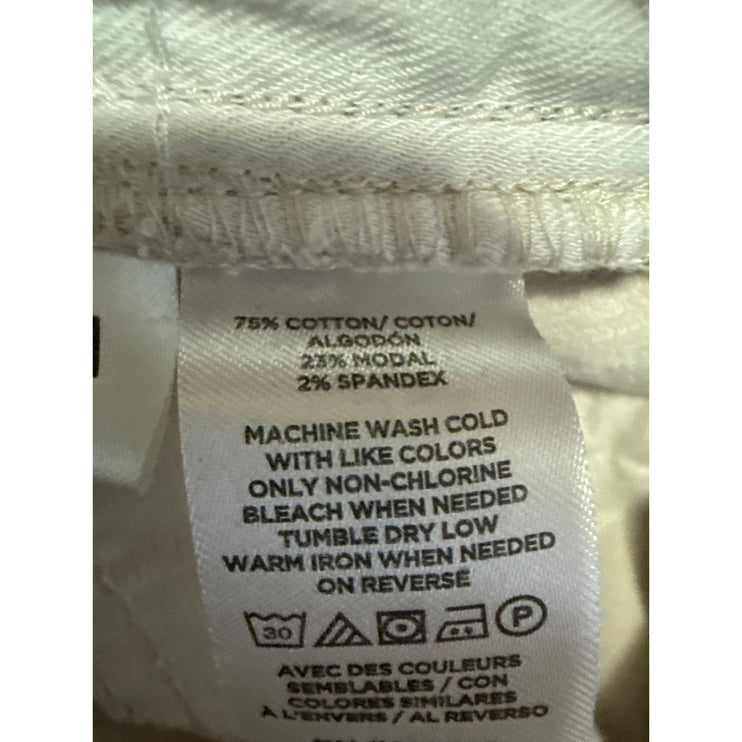 75% COTTON/ COTON/
ALGODÓN
23% MODAL
2% SPANDEX
MACHINE WASH COLD
WITH LIKE COLORS
ONLY NON-CHLORINE
BLEACH WHEN NEEDED
TUMBLE DRY LOW
WARM IRON WHEN NEEDED
ON REVERSE
30 P
AVEC DES COULEURS
SEMBLABLES / CON
COLORES SIMILARES
A L'ENVERS / AL REVERSO